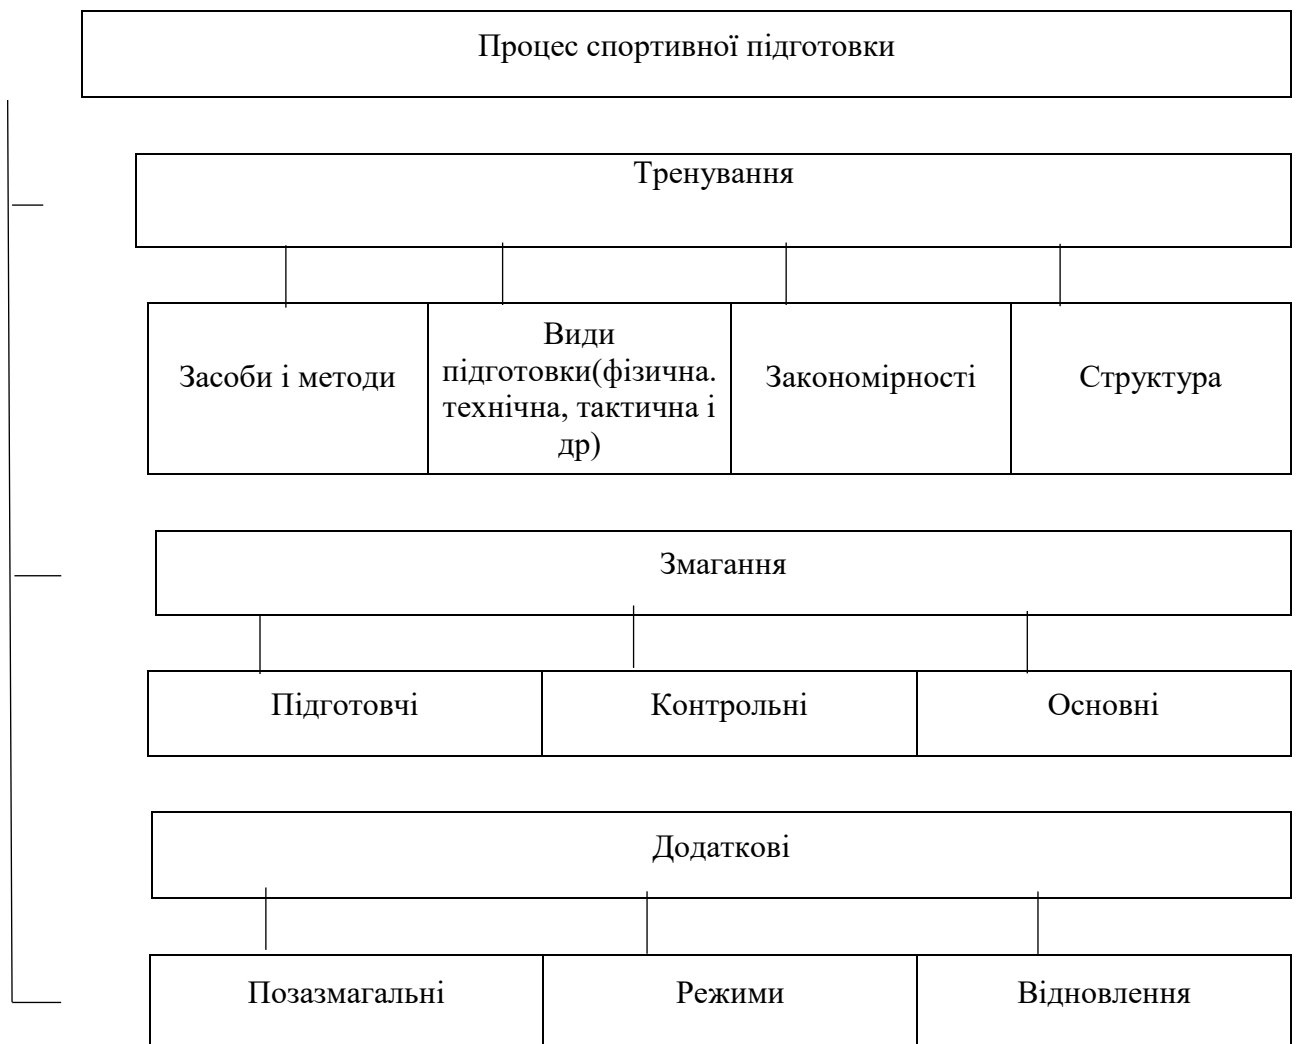 Процес спортивної підготовки
Тренування
Засоби і методи
Види
підготовки(фізична.
технічна, тактична і
др)
Закономірності
Структура
Змагання
Підготовчі
Контрольні
Основні
Додаткові
Позазмагальні
Режими
Відновлення